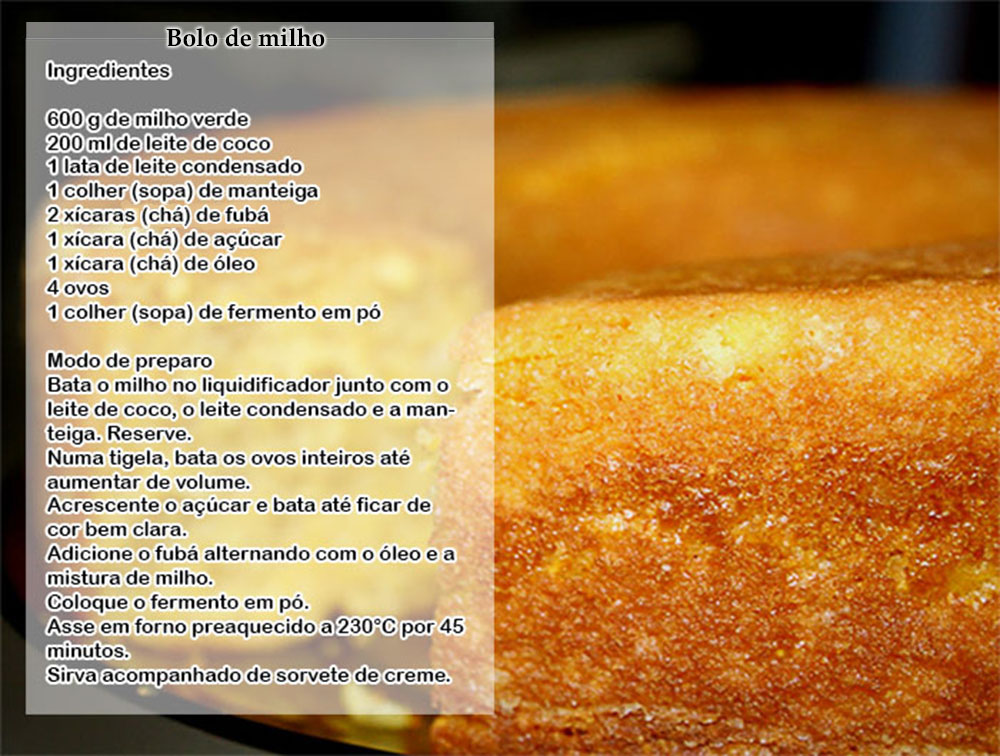 Bolo de milho
Ingredientes
600 g de milho verde
200 ml de leite de coco
1 lata de leite condensado
1 colher (sopa) de manteiga
2 xícaras (chá) de fubá
1 xícara (chá) de açúcar
1 xícara (chá) de óleo
4 ovos
1 colher (sopa) de fermento em pó
Modo de preparo
Bata o milho no liquidificador junto com o
leite de coco, o leite condensado e a man-
teiga. Reserve.
Numa tigela, bata os ovos inteiros até
aumentar de volume.
Acrescente o açúcar e bata até ficar de
cor bem clara.
Adicione o fubá alternando com o óleo e a
mistura de milho.
Coloque o fermento em pó.
Asse em forno preaquecido a 230°C por 45
minutos.
Sirva acompanhado de sorvete de creme.